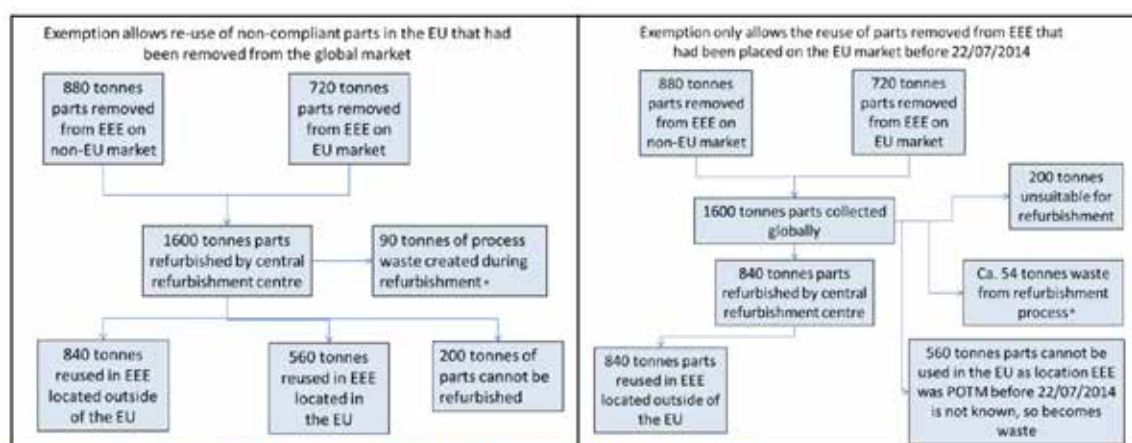 Exemption allows re-use of non-compliant parts in the EU that had
been removed from the global market
880 tonnes
parts removed
from EEE on
non-EU market
720 tonnes
parts removed
from EEE on
EU market
1600 tonnes parts
refurbished by central
refurbishment centre
90 tonnes of process
waste created during
refurbishment *
840 tonnes
reused in EEE
located outside
of the EU
560 tonnes
reused in EEE
located in
the EU
200 tonnes of
parts cannot be
refurbished
Exemption only allows the reuse of parts removed from EEE that
had been placed on the EU market before 22/07/2014
880 tonnes
parts removed
from EEE on
non-EU market
720 tonnes
parts removed
from EEE on
EU market
200 tonnes
unsuitable for
refurbishment
1600 tonnes parts collected
globally
840 tonnes parts
refurbished by central
refurbishment centre
Ca. 54 tonnes waste
from refurbishment
process*
840 tonnes parts
reused in EEE
located outside of
the EU
560 tonnes parts cannot be
used in the EU as location EEE
was POTM before 22/07/2014
is not known, so becomes
waste